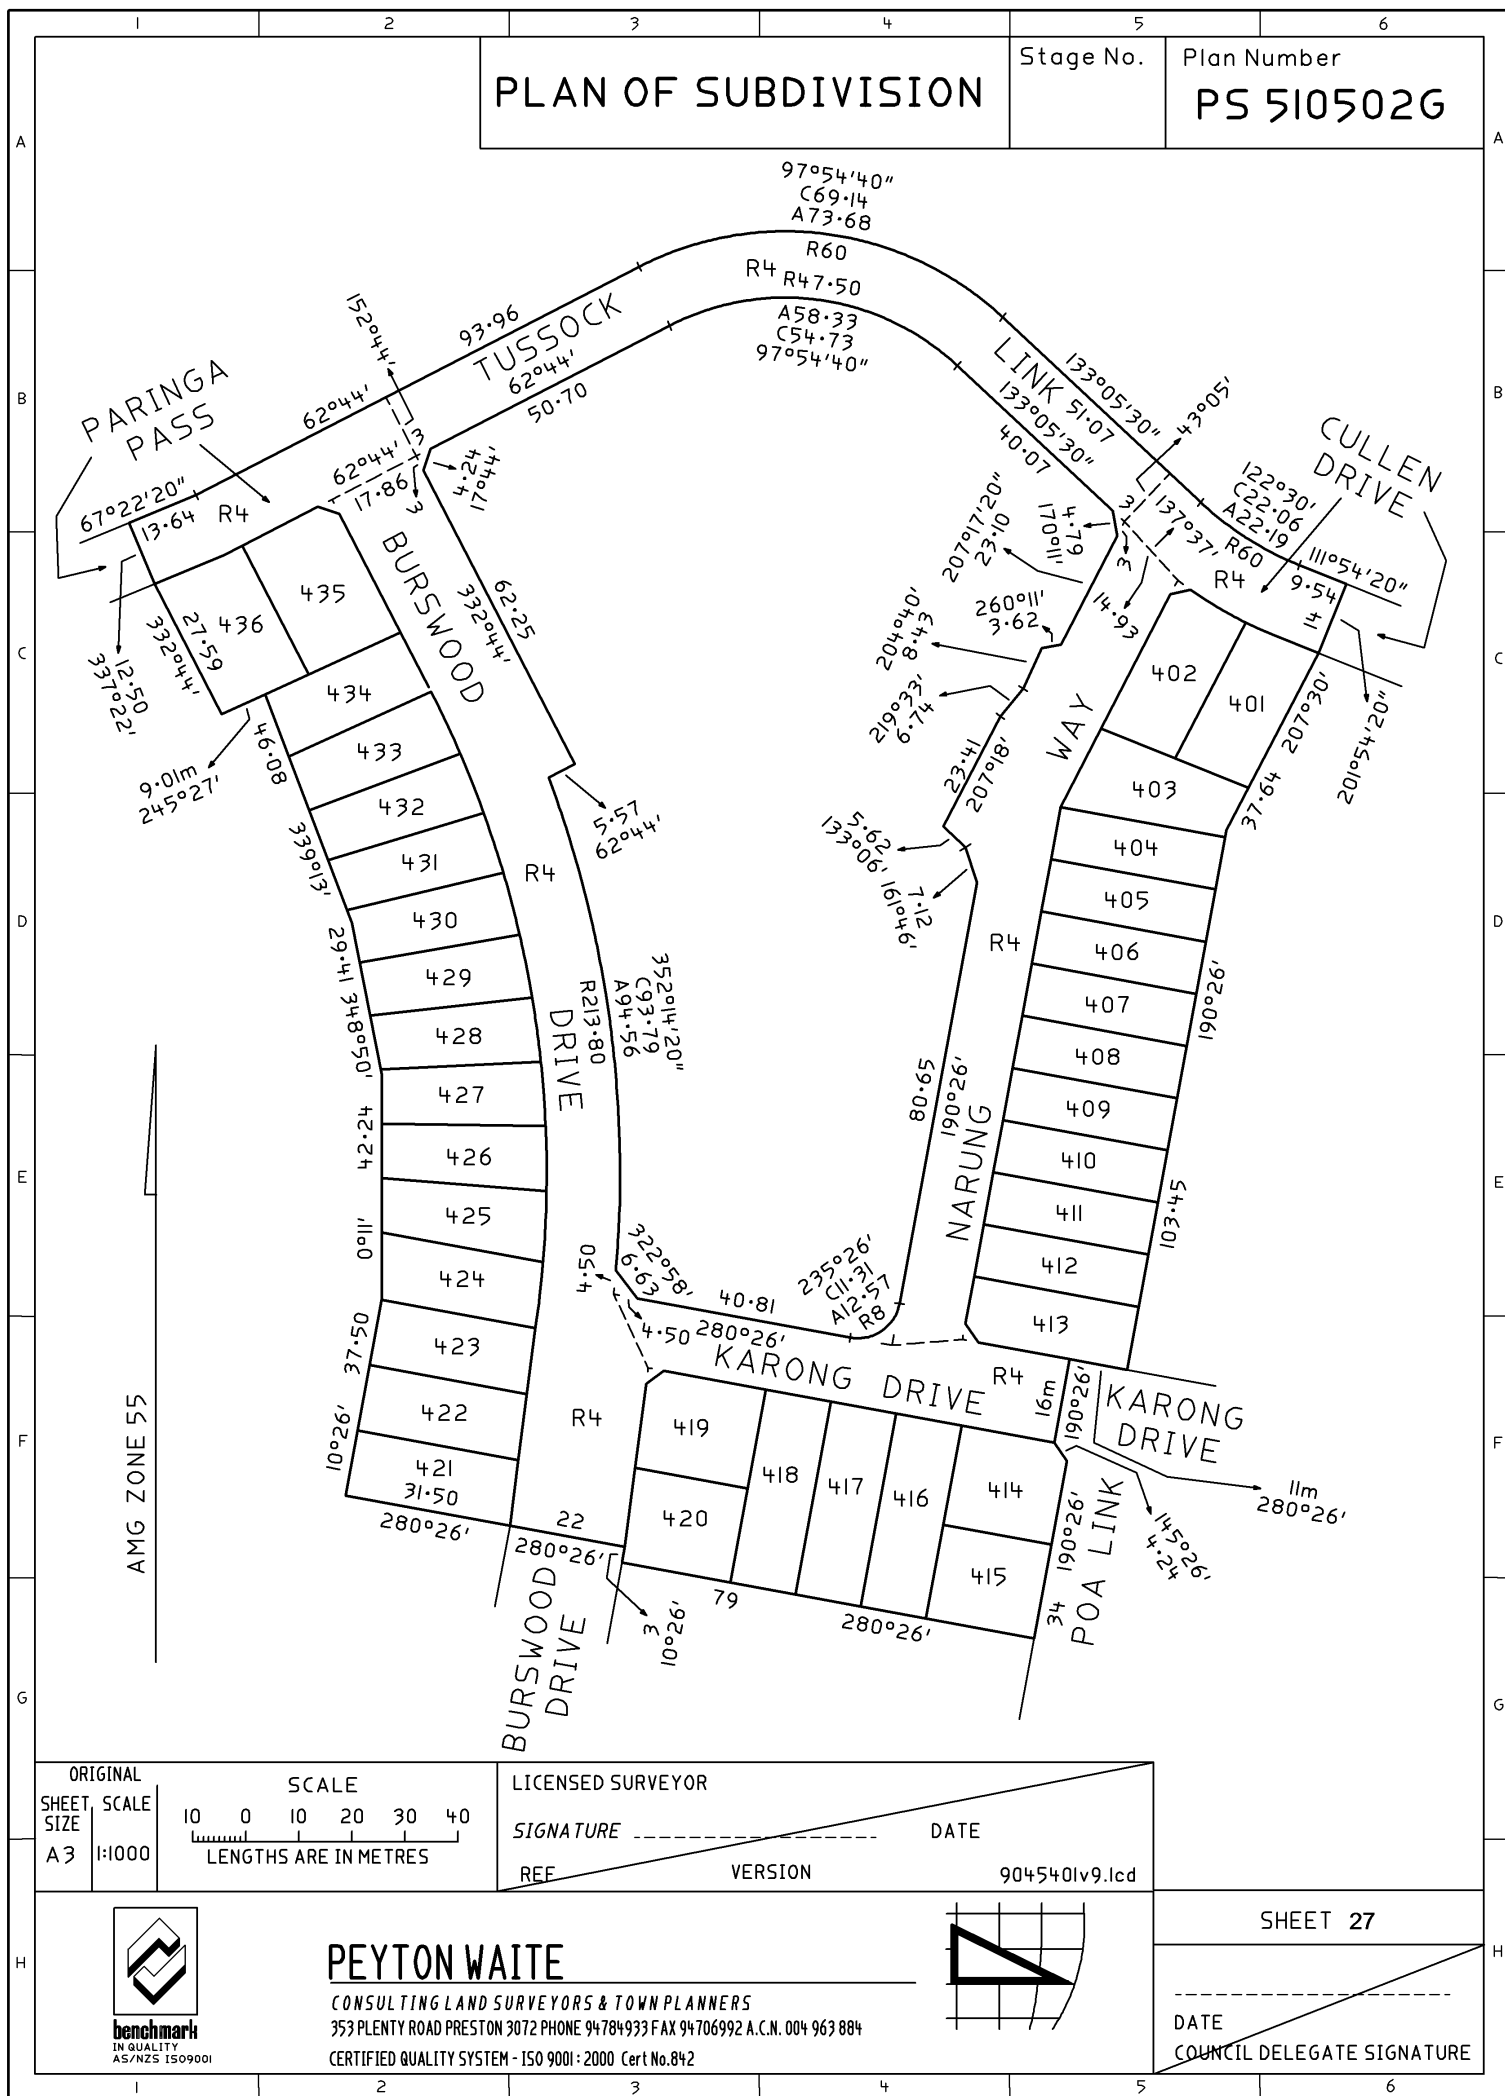 1 2 3 4 5 6
PLAN OF SUBDIVISION
Stage No.
Plan Number
PS 510502G
A A
B B
C C
D D
E E
F F
G G
H H
97°54'40"
C69·14
A73·68
R60
R4
R47·50
A58·33
C54·73
97°54'40"
152°44'
93·96
TUSSOCK
62°44'
62°44'
50·70
LINK
51·07
133°05'30"
133°05'30"
40·07
43°05'
PARINGA
PASS
67°22'20"
13·64
R4
62°44'
17·86
3
3
4·24
17°44'
CULLEN
DRIVE
122°30'
C22·06
A22·19
R60
111°54'20"
9·54
14
R4
137°37'
3
3
14·93
4·79
170°11'
207°17'20"
23·10
260°11'
3·62
204°40'
8·43
219°33'
6·74
23·41
207°18'
WAY
5·62
133°06'
7·12
161°46'
207°30'
37·64
201°54'20"
BURSWOOD
62·25
332°44'
435
436
27·59
332°44'
12·50
337°22'
9·01m
245°27'
46·08
339°13'
434
433
432
431
430
429
428
427
426
425
424
423
422
421
5·57
62°44'
R4
29·41
348°50'
42·24
0°11'
37·50
10°26'
31·50
280°26'
DRIVE
R213·80
A94·56
C93·79
352°14'20"
402
401
403
404
405
406
407
408
409
410
411
412
413
R4
190°26'
103·45
80·65
190°26'
NARUNG
4·50
322°58'
6·63
4·50
40·81
280°26'
235°26'
C11·31
A12·57
R8
KARONG DRIVE
R4
16m
190°26'
KARONG
DRIVE
11m
280°26'
R4
419
420
418
417
416
414
415
22
280°26'
3
10°26'
79
280°26'
34
190°26'
POA LINK
145°26'
4·24
BURSWOOD
DRIVE
AMG ZONE 55
ORIGINAL
SHEET SIZE
SCALE
A3
1:1000
SCALE
10 0 10 20 30 40
LENGTHS ARE IN METRES
LICENSED SURVEYOR
SIGNATURE
DATE
REF
VERSION
9045401v9.lcd
SHEET 27
DATE
COUNCIL DELEGATE SIGNATURE
benchmark
IN QUALITY
AS/NZS ISO9001
PEYTON WAITE
CONSULTING LAND SURVEYORS & TOWN PLANNERS
353 PLENTY ROAD PRESTON 3072 PHONE 94784933 FAX 94706992 A.C.N. 004 963 884
CERTIFIED QUALITY SYSTEM - ISO 9001 : 2000 Cert No.842
1 2 3 4 5 6